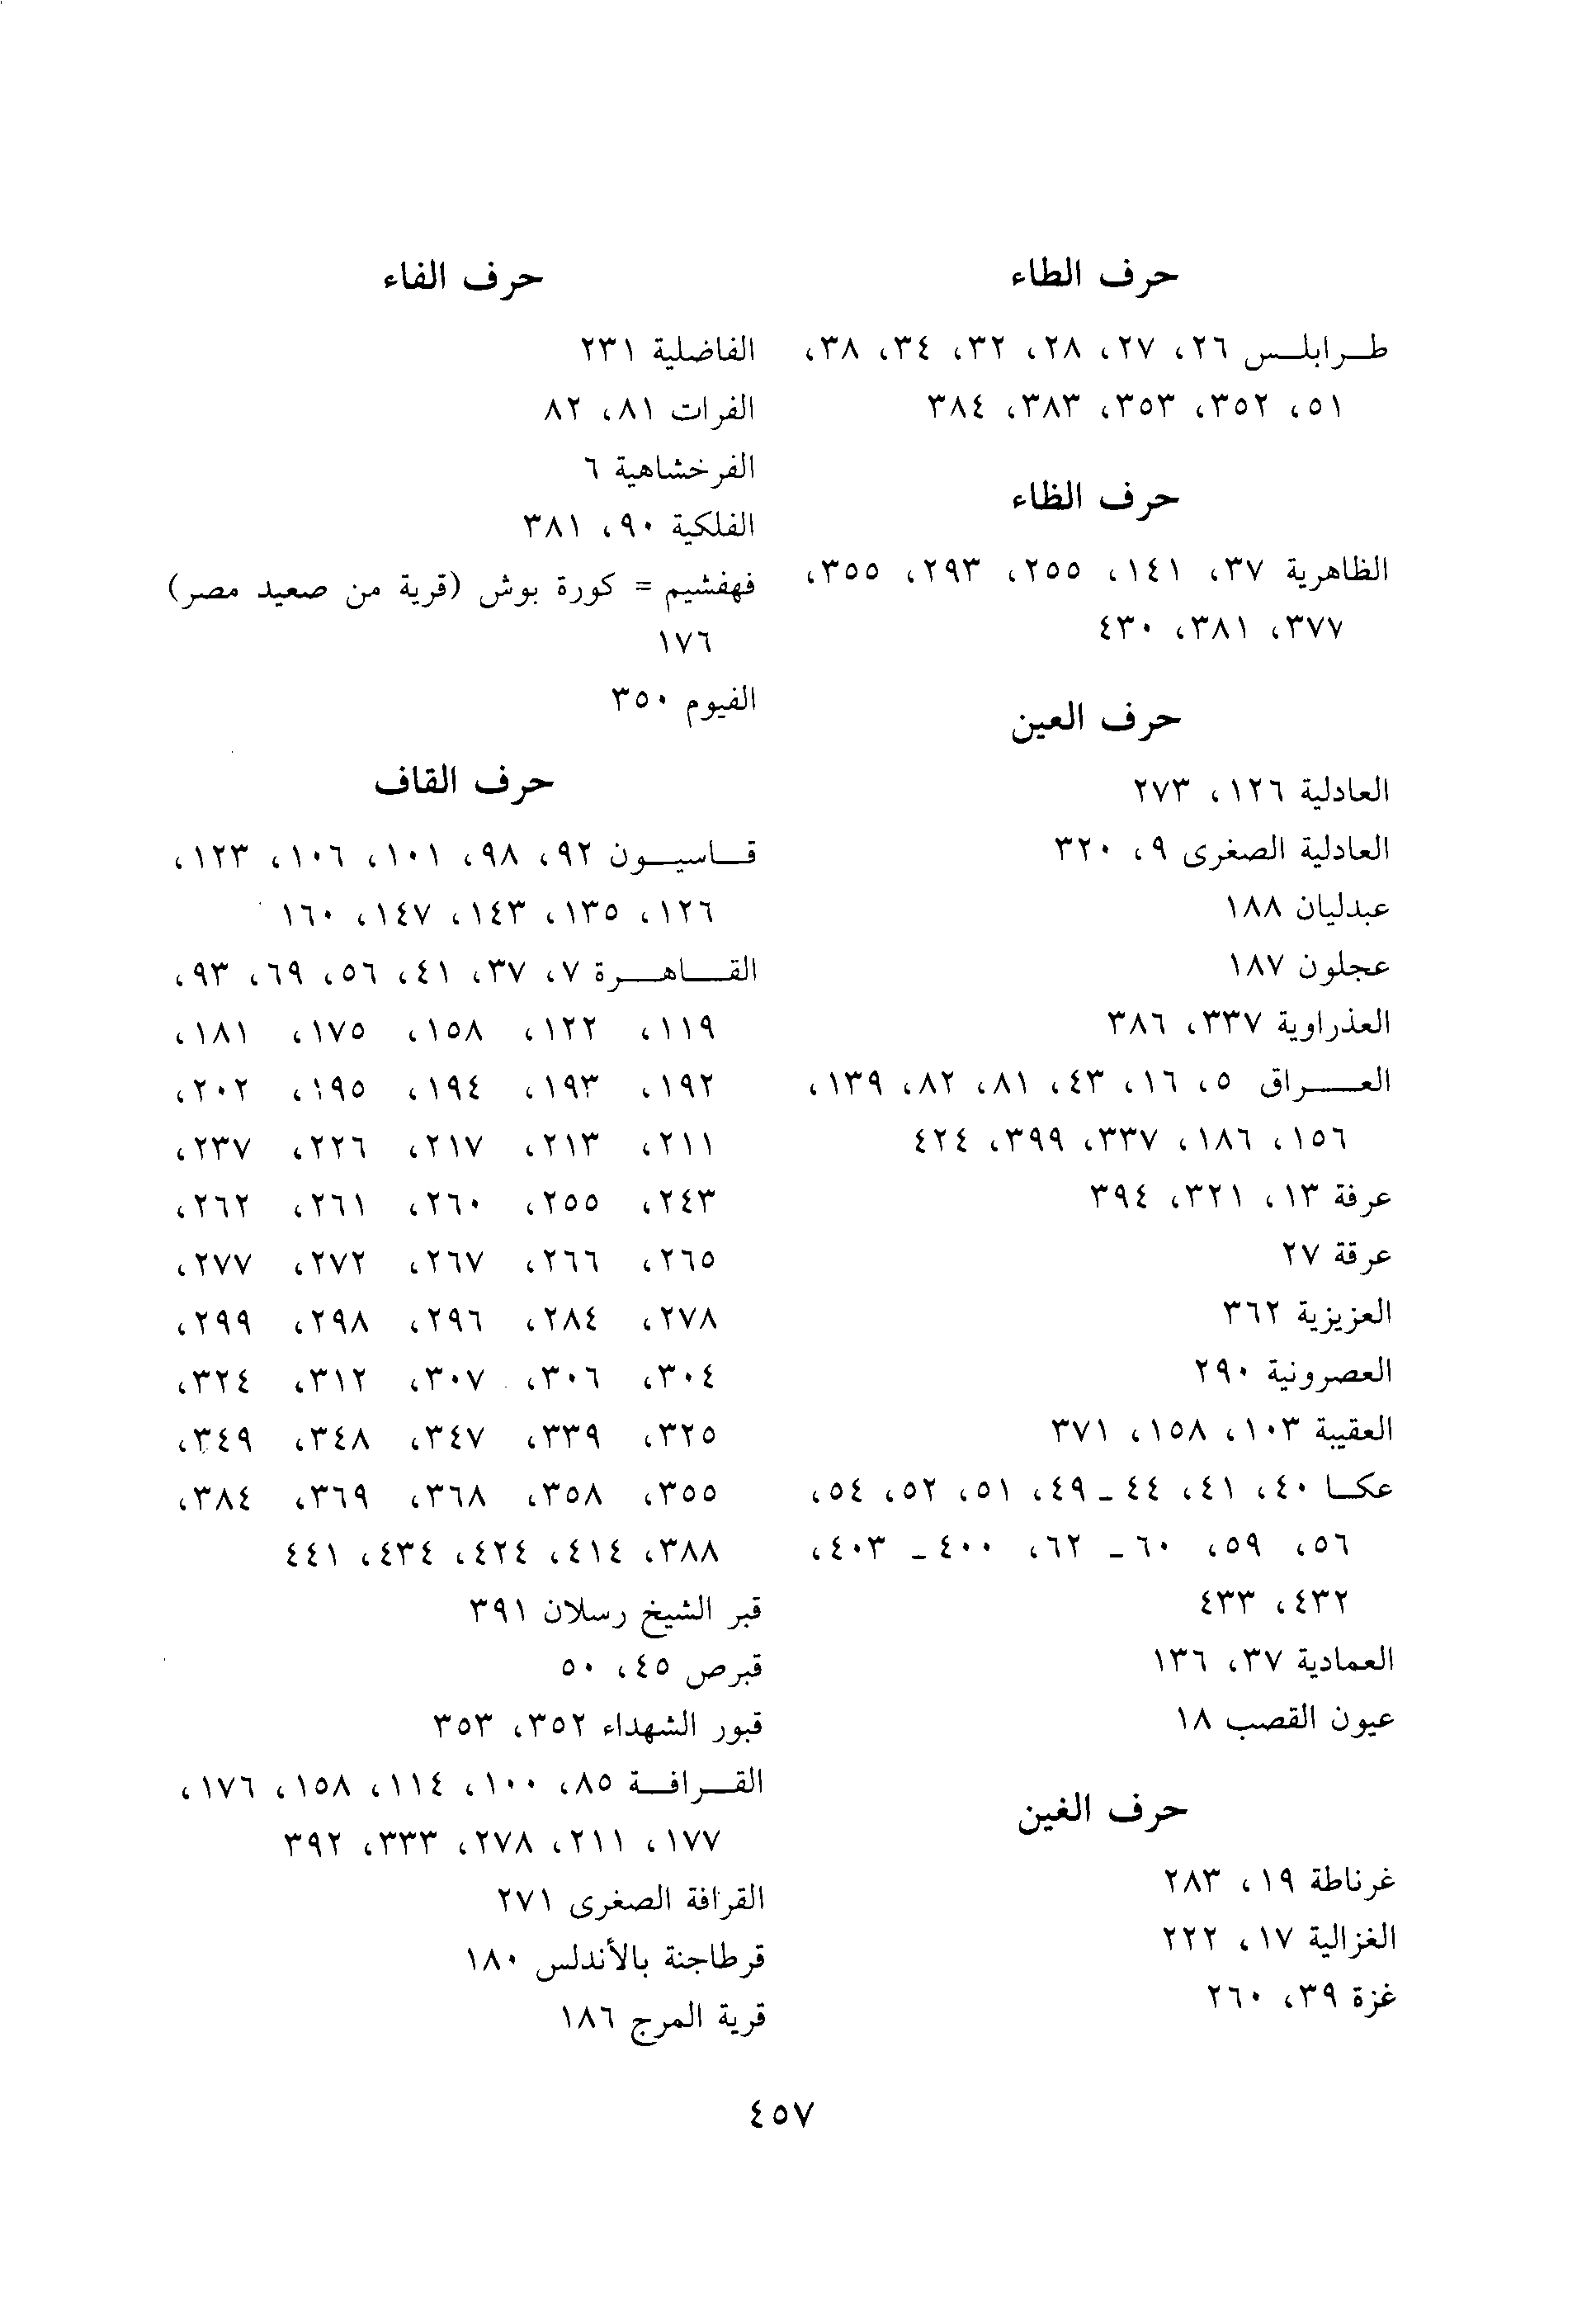 حرف الطاء
طرابلس ٢٦، ٢٧، ٢٨، ٣٢، ٣٤، ٣٨،
٥١، ٣٥٢، ٣٥٣، ٣٨٣، ٣٨٤
حرف الظاء
الظاهرية ٣٧، ١٤١، ٢٥٥، ٢٩٣، ٣٥٥،
٣٧٧، ٣٨١، ٤٣٠
حرف العين
العادلية ١٢٦، ٢٧٣
العادلية الصغرى ٩، ٣٢٠
عبدليان ١٨٨
عجلون ١٨٧
العذراوية ٣٣٧، ٣٨٦
العراق ٥، ١٦، ٤٣، ٨١، ٨٢، ١٣٩،
١٥٦، ١٨٦، ٣٣٧، ٣٩٩، ٤٢٤
عرفة ١٣، ٣٢١، ٣٩٤
عرقة ٢٧
العزيزية ٣٦٢
العصرونية ٢٩٠
العقيبة ١٠٣، ١٥٨، ٣٧١
عكا ٤٠، ٤١، ٤٤ ـ ٤٩، ٥١، ٥٢، ٥٤،
٥٦، ٥٩، ٦٠ ـ ٦٢، ٤٠٠ ـ ٤٠٣،
٤٣٢، ٤٣٣
العمادية ٣٧، ١٣٦
عيون القصب ١٨
حرف الغين
غرناطة ١٩، ٢٨٣
الغزالية ١٧، ٢٢٢
غزة ٣٩، ٢٦٠
حرف الفاء
الفاضلية ٢٣١
الفرات ٨١، ٨٢
الفرخشاهية ٦
الفلكية ٩٠، ٣٨١
فهفشيم = كورة بوش (قرية من صعيد مصر)
١٧٦
الفيوم ٣٥٠
حرف القاف
قاسيون ٩٢، ٩٨، ١٠١، ١٠٦، ١٢٣،
١٢٦، ١٣٥، ١٤٣، ١٤٧، ١٦٠
القاهرة ٧، ٣٧، ٤١، ٥٦، ٦٩، ٩٣،
١١٩، ١٢٢، ١٥٨، ١٧٥، ١٨١،
١٩٢، ١٩٣، ١٩٤، ١٩٥، ٢٠٢،
٢١١، ٢١٣، ٢١٧، ٢٢٦، ٢٣٧،
٢٤٣، ٢٥٥، ٢٦٠، ٢٦١، ٢٦٢،
٢٦٥، ٢٦٦، ٢٦٧، ٢٧٢، ٢٧٧،
٢٧٨، ٢٨٤، ٢٩٦، ٢٩٨، ٢٩٩،
٣٠٤، ٣٠٦، ٣٠٧، ٣١٢، ٣٢٤،
٣٢٥، ٣٣٩، ٣٤٧، ٣٤٨، ٣٤٩،
٣٥٥، ٣٥٨، ٣٦٨، ٣٦٩، ٣٨٤،
٣٨٨، ٤١٤، ٤٢٤، ٤٣٤، ٤٤١
قبر الشيخ رسلان ٣٩١
قبرص ٤٥، ٥٠
قبور الشهداء ٣٥٢، ٣٥٣
القرافة ٨٥، ١٠٠، ١١٤، ١٥٨، ١٧٦،
١٧٧، ٢١١، ٢٧٨، ٣٣٣، ٣٩٢
القرافة الصغرى ٢٧١
قرطاجنة بالأندلس ١٨٠
قرية المرج ١٨٦
٤٥٧